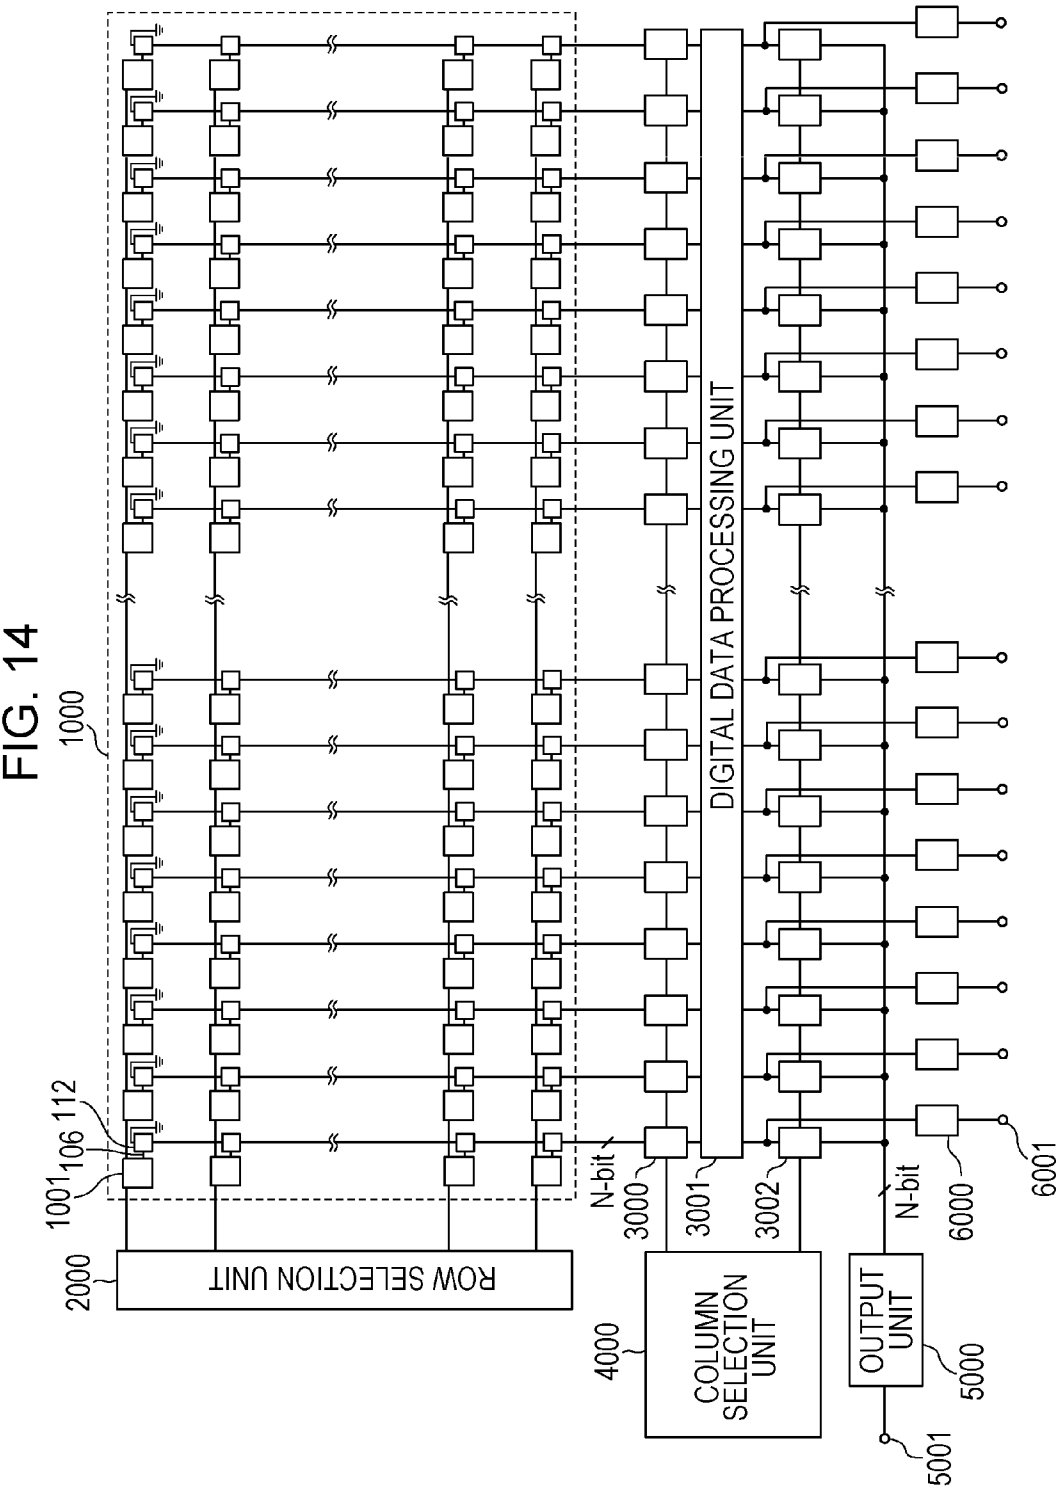 FIG. 14
1000
1001
106
112
2000
ROW SELECTION UNIT
N-bit
3000
3001
DIGITAL DATA PROCESSING UNIT
3002
4000
COLUMN
SELECTION
UNIT
N-bit
6000
6001
OUTPUT
UNIT
5000
5001